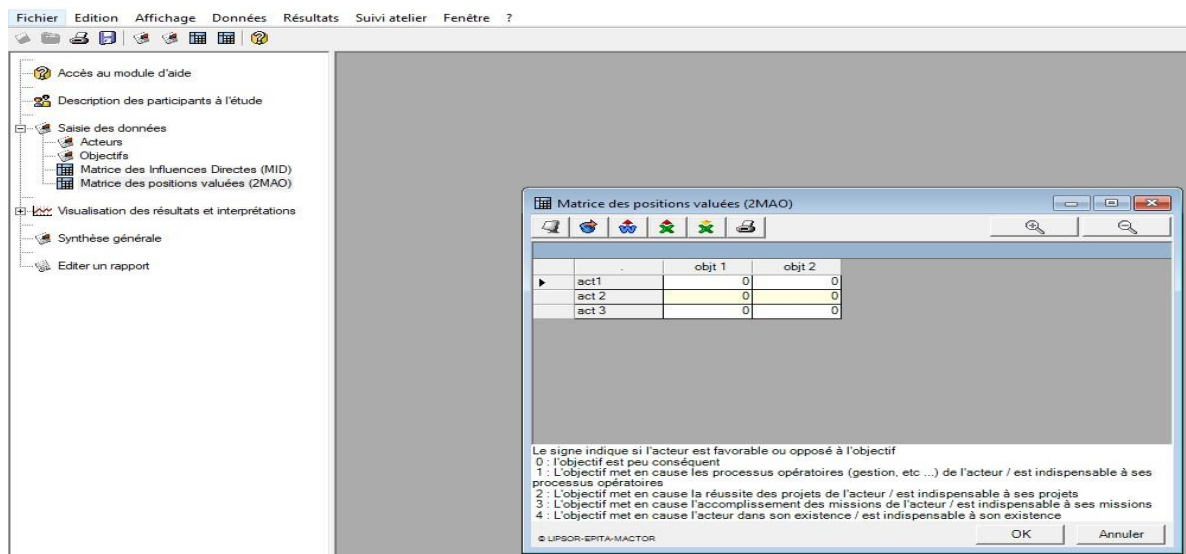 Fichier Edition Affichage Données Résultats Suivi atelier Fenêtre ?
Accès au module d'aide
Description des participants à l'étude
Saisie des données
Acteurs
Objectifs
Matrice des Influences Directes (MID)
Matrice des positions valuées (2MAO)
Visualisation des résultats et interprétations
Synthèse générale
Editer un rapport
Matrice des positions valuées (2MAO)
. objt 1 objt 2
act1 0 0
act 2 0 0
act 3 0 0
Le signe indique si l'acteur est favorable ou opposé à l'objectif
0 : l'objectif est peu conséquent
1 : L'objectif met en cause les processus opératoires (gestion, etc ...) de l'acteur / est indispensable à ses
processus opératoires
2 : L'objectif met en cause la réussite des projets de l'acteur / est indispensable à ses projets
3 : L'objectif met en cause l'accomplissement des missions de l'acteur / est indispensable à ses missions
4 : L'objectif met en cause l'acteur dans son existence / est indispensable à son existence
© LIPSOR-EPITA-MACTOR
OK Annuler